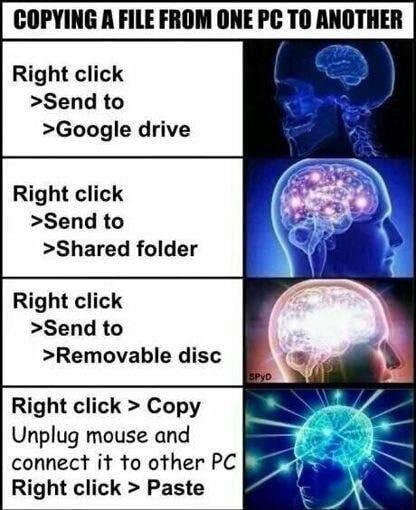 COPYING A FILE FROM ONE PC TO ANOTHER
Right click
>Send to
>Google drive
Right click
>Send to
>Shared folder
Right click
>Send to
>Removable disc
SPyD
Right click > Copy
Unplug mouse and
connect it to other PC
Right click > Paste